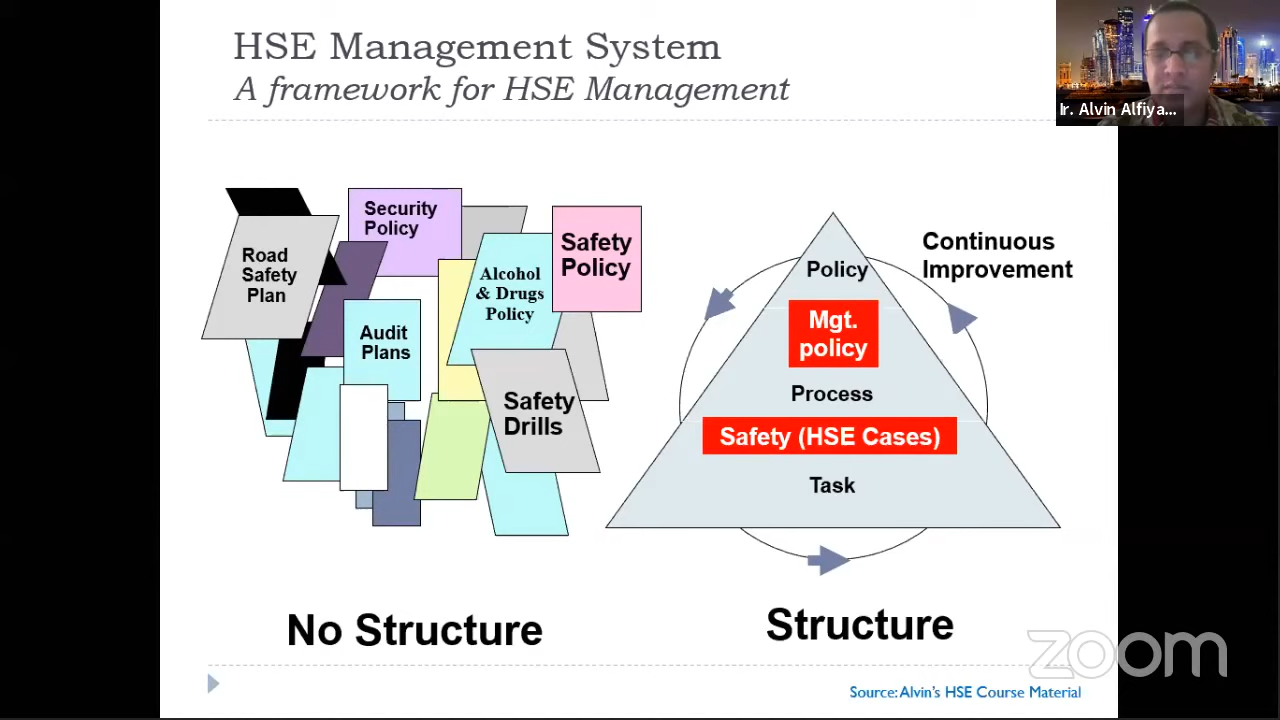 HSE Management System
A framework for HSE Management
Ir. Alvin Alfiya...
Security
Policy
Road
Safety
Plan
Alcohol
& Drugs
Policy
Safety
Policy
Audit
Plans
Safety
Drills
No Structure
Continuous
Improvement
Policy
Mgt.
policy
Process
Safety (HSE Cases)
Task
Structure
zoom
Source: Alvin's HSE Course Material